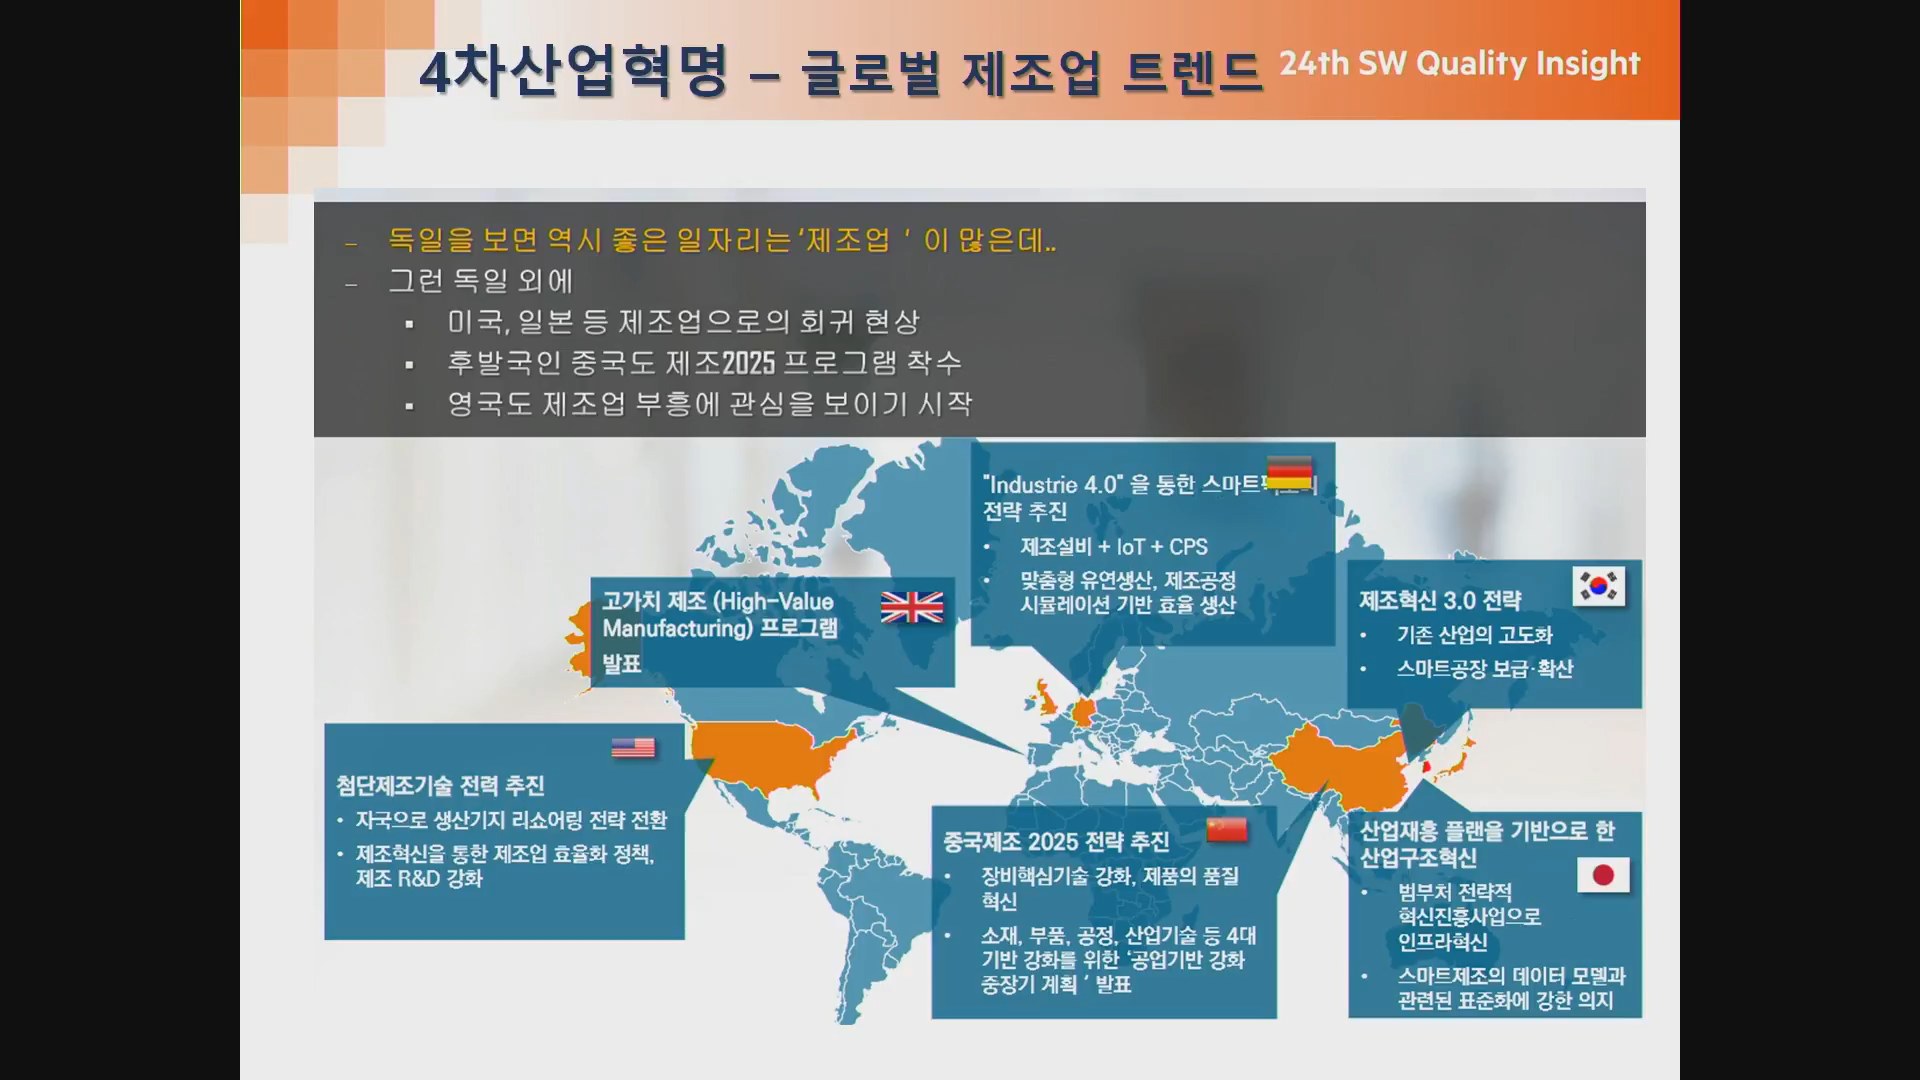 4차산업혁명 – 글로벌 제조업 트렌드
24th SW Quality Insight
– 독일을 보면 역시 좋은 일자리는 '제조업 ' 이 많은데..
– 그런 독일 외에
▪ 미국, 일본 등 제조업으로의 회귀 현상
▪ 후발국인 중국도 제조2025 프로그램 착수
▪ 영국도 제조업 부흥에 관심을 보이기 시작
"Industrie 4.0" 을 통한
전략 추진
• 제조설비 + IoT + CPS
• 맞춤형 유연생산, 제조공정
시뮬레이션 기반 효율 생산
고가치 제조 (High-Value
Manufacturing) 프로그램
발표
제조혁신 3.0 전략
• 기존 산업의 고도화
• 스마트공장 보급·확산
첨단제조기술 전력 추진
• 자국으로 생산기지 리쇼어링 전략 전환
• 제조혁신을 통한 제조업 효율화 정책,
제조 R&D 강화
중국제조 2025 전략 추진
• 장비핵심기술 강화, 제품의 품질
혁신
• 소재, 부품, 공정, 산업기술 등 4대
기반 강화를 위한 '공업기반 강화
중장기 계획 ' 발표
산업재흥 플랜을 기반으로 한
산업구조혁신
• 범부처 전략적
혁신진흥사업으로
인프라혁신
• 스마트제조의 데이터 모델과
관련된 표준화에 강한 의지